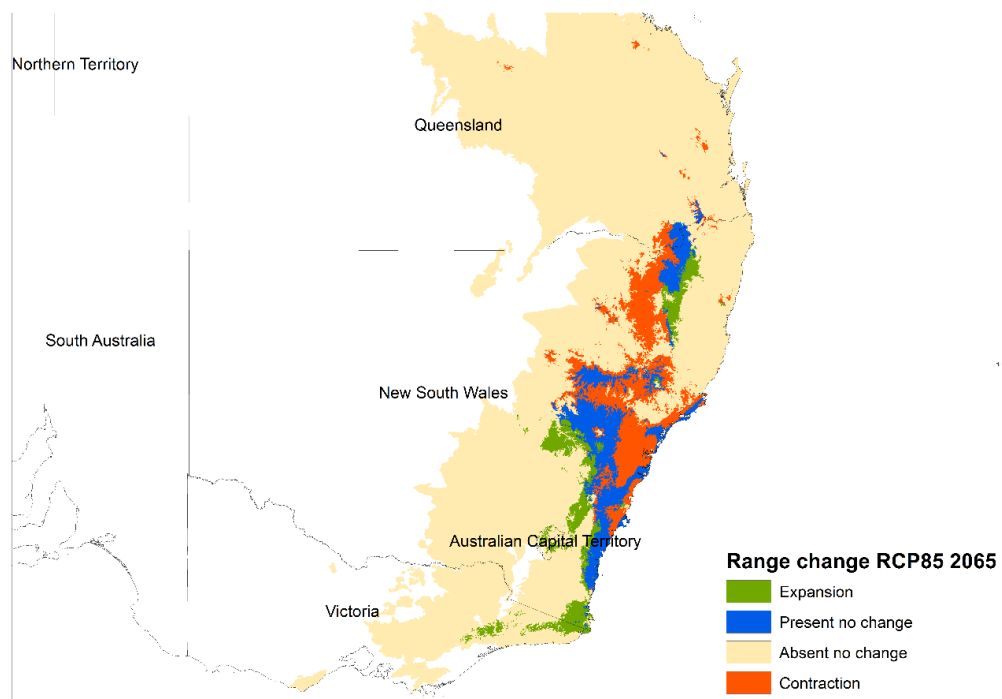 Northern Territory
Queensland
South Australia
New South Wales
Australian Capital Territory
Victoria
Range change RCP85 2065
Expansion
Present no change
Absent no change
Contraction